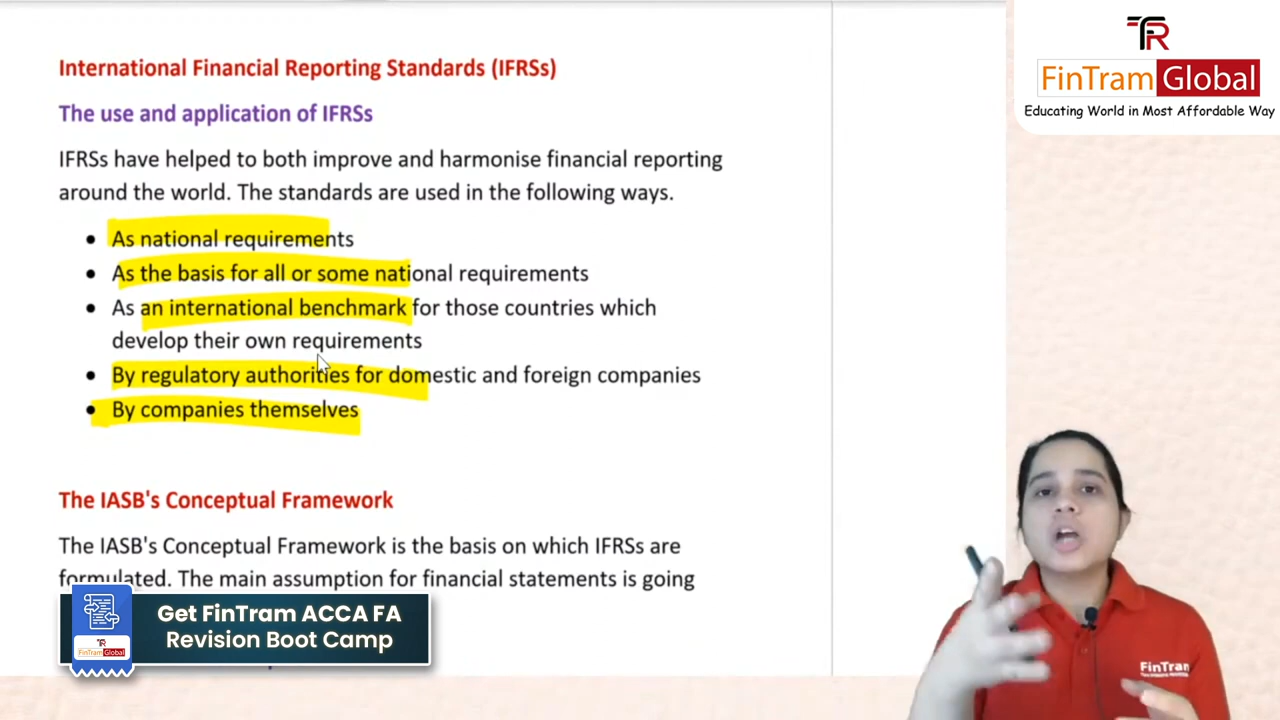 International Financial Reporting Standards (IFRSs)
The use and application of IFRSs
IFRSs have helped to both improve and harmonise financial reporting
around the world. The standards are used in the following ways.
• As national requirements
• As the basis for all or some national requirements
• As an international benchmark for those countries which
develop their own requirements
• By regulatory authorities for domestic and foreign companies
• By companies themselves
The IASB's Conceptual Framework
The IASB's Conceptual Framework is the basis on which IFRSs are
formulated. The main assumption for financial statements is going
TR
FinTram Global
Educating World in Most Affordable Way
TR
FinTram Global
Get FinTram ACCA FA
Revision Boot Camp
FinTram